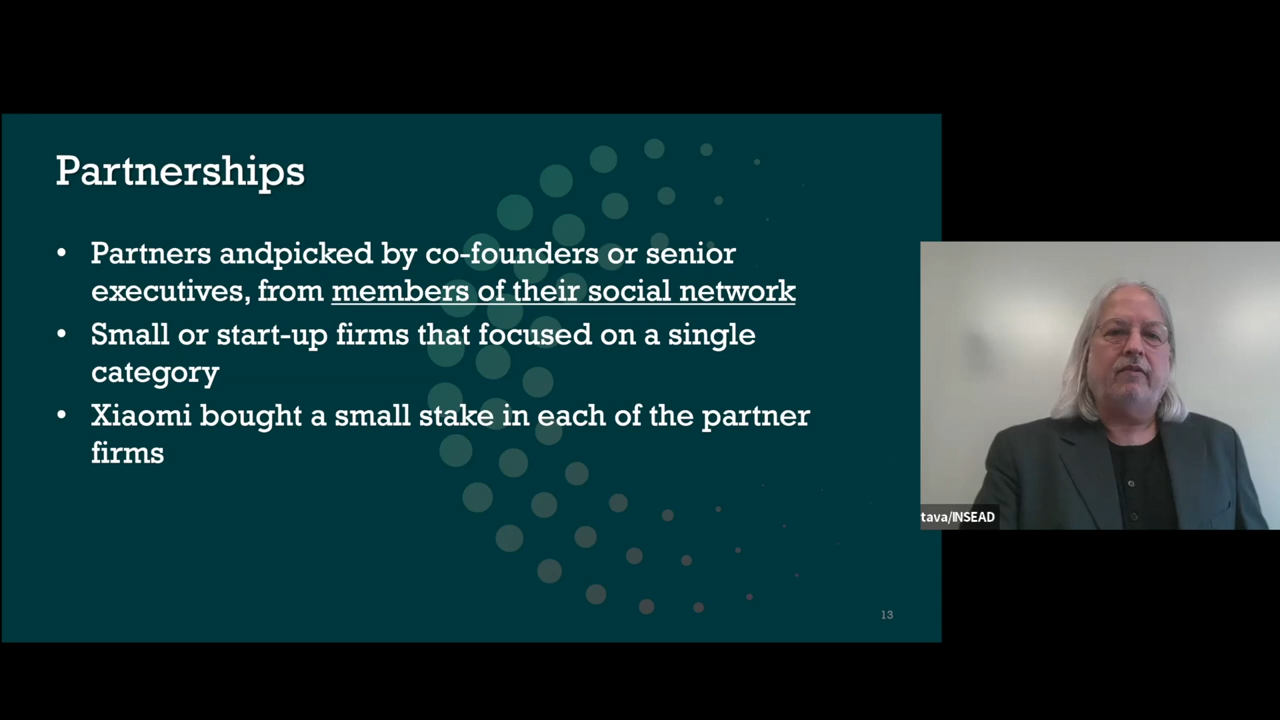 Partnerships
• Partners andpicked by co-founders or senior
executives, from members of their social network
• Small or start-up firms that focused on a single
category
• Xiaomi bought a small stake in each of the partner
firms
13
tava/INSEAD